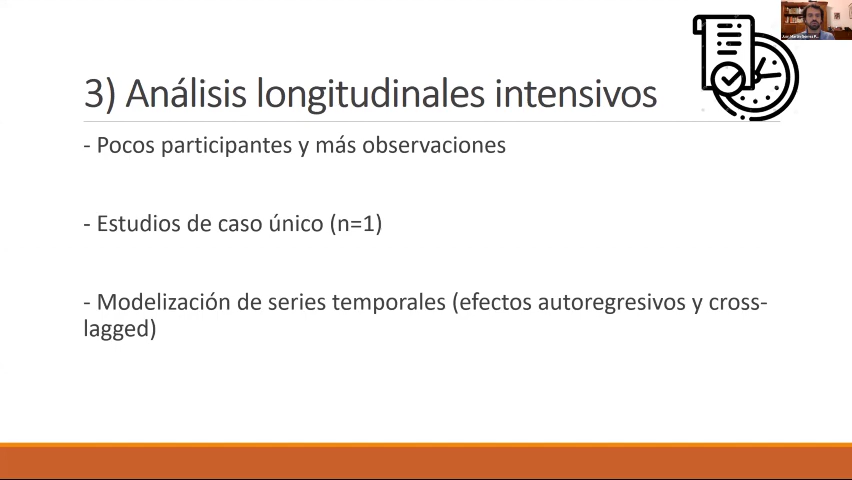 3) Análisis longitudinales intensivos
- Pocos participantes y más observaciones
- Estudios de caso único (n=1)
- Modelización de series temporales (efectos autoregresivos y cross-
lagged)